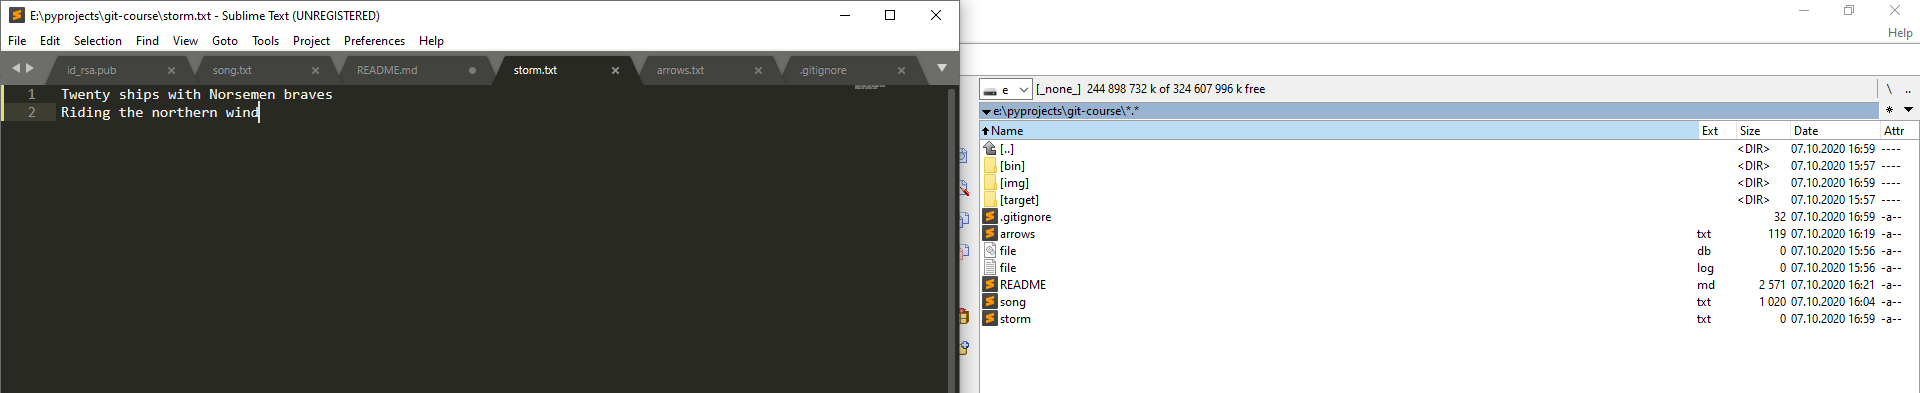 E:\pyprojects\git-course\storm.txt - Sublime Text (UNREGISTERED)
File Edit Selection Find View Goto Tools Project Preferences Help
id_rsa.pub song.txt README.md storm.txt arrows.txt .gitignore
1 Twenty ships with Norsemen braves
2 Riding the northern wind
Help
e [_none_] 244 898 732 k of 324 607 996 k free \ ..
e:\pyprojects\git-course\*.* * 
Name Ext Size Date Attr
[..] <DIR> 07.10.2020 16:59 ----
[bin] <DIR> 07.10.2020 15:57 ----
[img] <DIR> 07.10.2020 16:59 ----
[target] <DIR> 07.10.2020 15:57 ----
.gitignore 32 07.10.2020 16:59 -a--
arrows txt 119 07.10.2020 16:19 -a--
file db 0 07.10.2020 15:56 -a--
file log 0 07.10.2020 15:56 -a--
README md 2 571 07.10.2020 16:21 -a--
song txt 1 020 07.10.2020 16:04 -a--
storm txt 0 07.10.2020 16:59 -a--